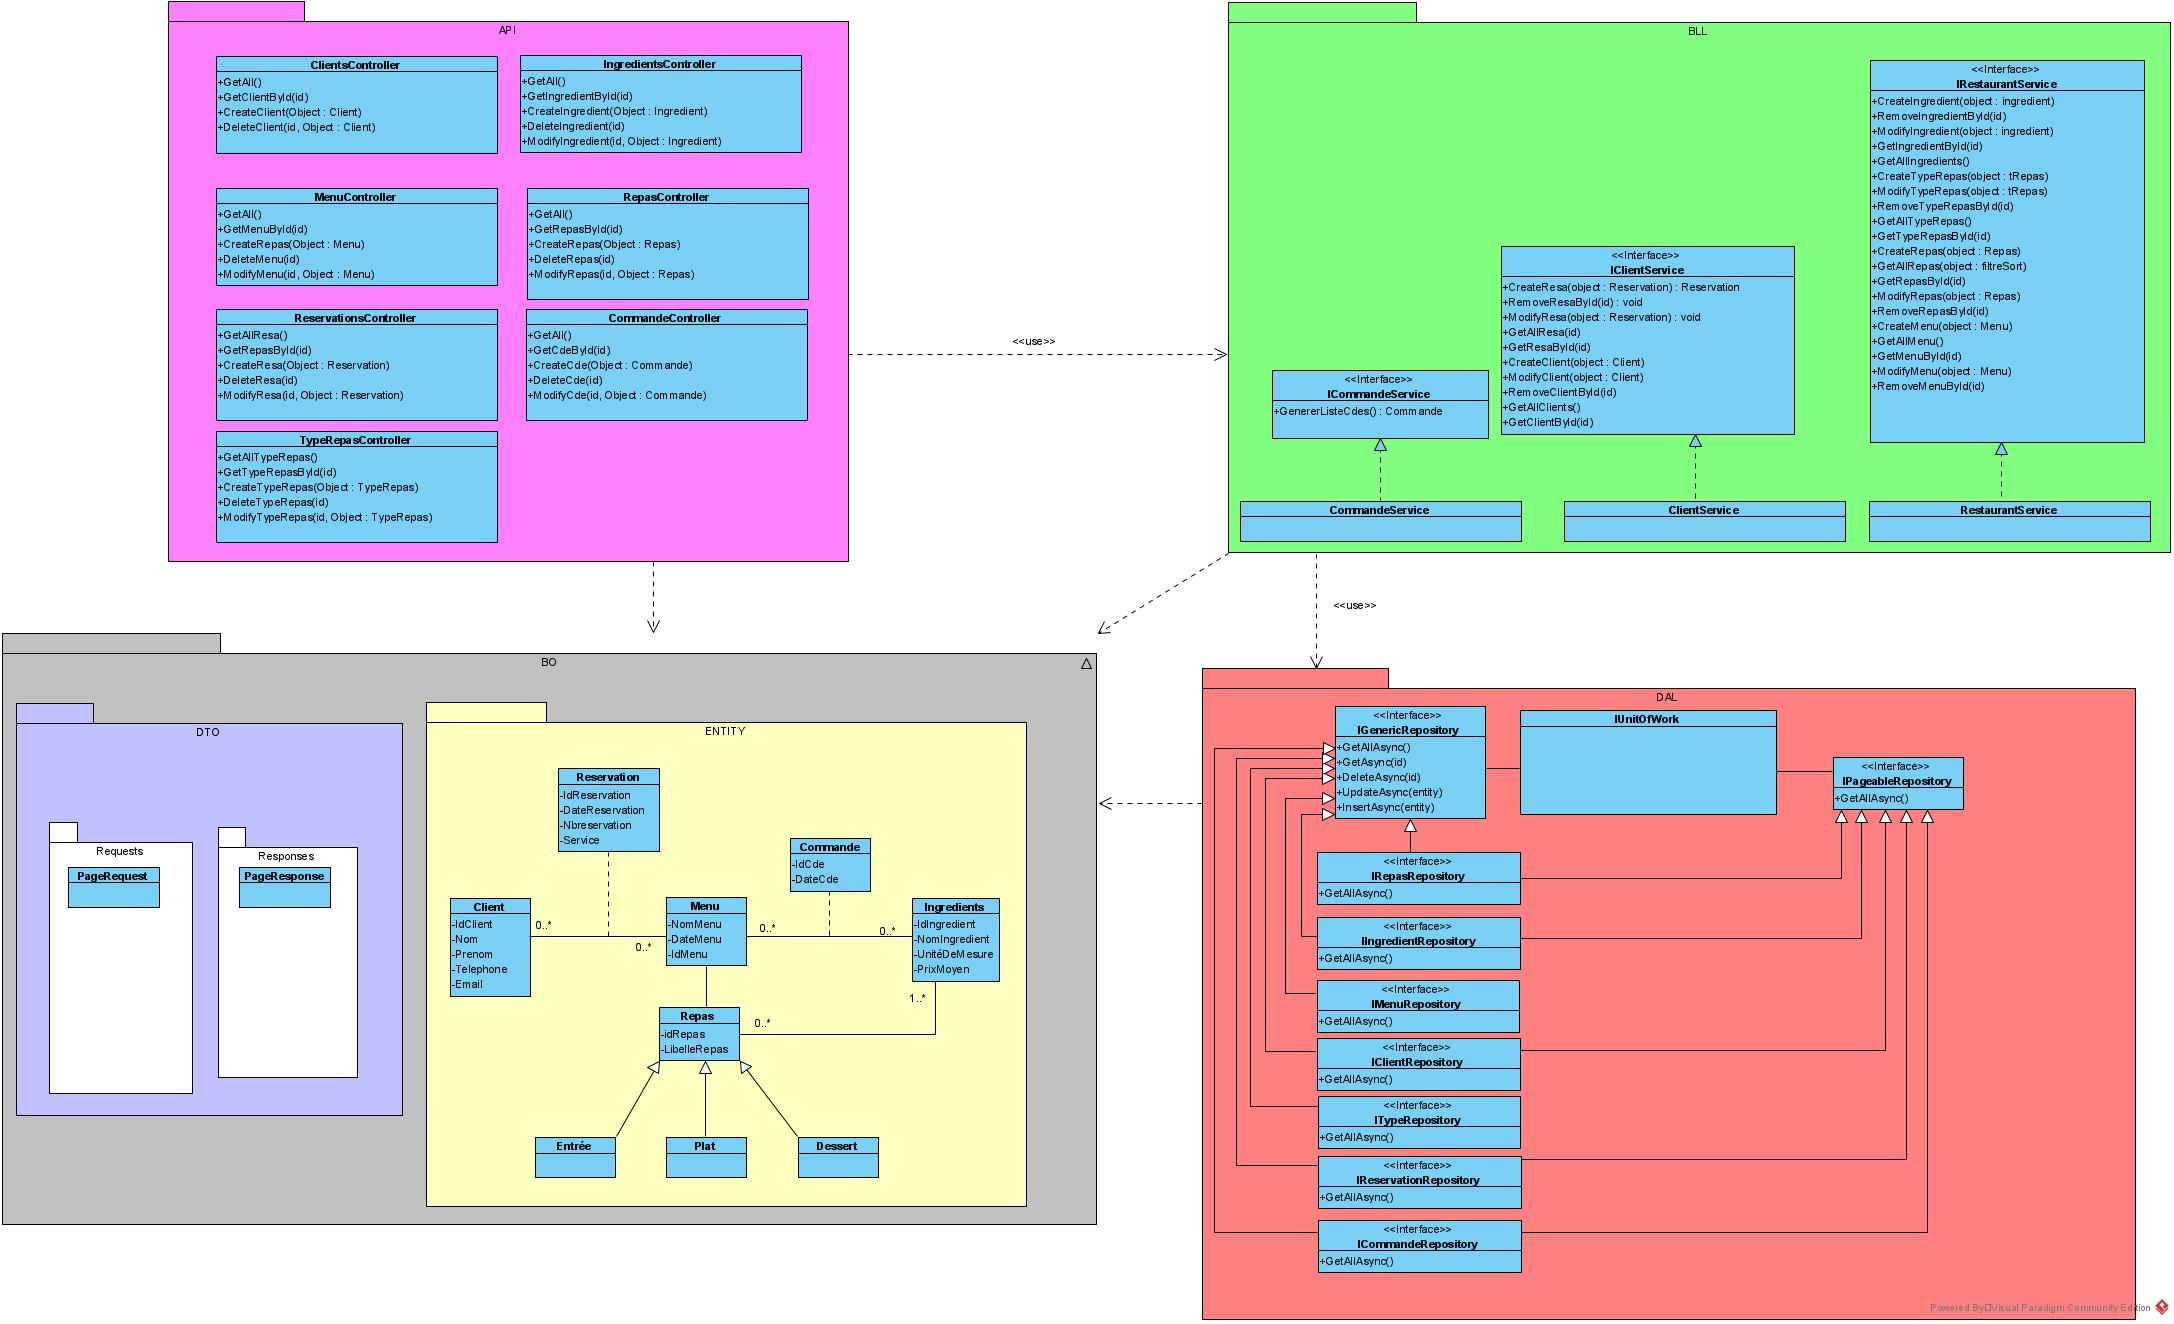 API
ClientsController
+GetAll()
+GetClientById(id)
+CreateClient(Object : Client)
+DeleteClient(id, Object : Client)
IngredientsController
+GetAll()
+GetIngredientById(id)
+CreateIngredient(Object : Ingredient)
+DeleteIngredient(id)
+ModifyIngredient(id, Object : Ingredient)
MenuController
+GetAll()
+GetMenuById(id)
+CreateRepas(Object : Menu)
+DeleteMenu(id)
+ModifyMenu(id, Object : Menu)
RepasController
+GetAll()
+GetRepasById(id)
+CreateRepas(Object : Repas)
+DeleteRepas(id)
+ModifyRepas(id, Object : Repas)
ReservationsController
+GetAllResa()
+GetRepasById(id)
+CreateResa(Object : Reservation)
+DeleteResa(id)
+ModifyResa(id, Object : Reservation)
CommandeController
+GetAll()
+GetCdeById(id)
+CreateCde(Object : Commande)
+DeleteCde(id)
+ModifyCde(id, Object : Commande)
TypeRepasController
+GetAllTypeRepas()
+GetTypeRepasById(id)
+CreateTypeRepas(Object : TypeRepas)
+DeleteTypeRepas(id)
+ModifyTypeRepas(id, Object : TypeRepas)
<<use>>
BLL
<<Interface>>
ICommandeService
+GenererListeCdes() : Commande
<<Interface>>
IClientService
+CreateResa(object : Reservation) : Reservation
+RemoveResaById(id) : void
+ModifyResa(object : Reservation) : void
+GetAllResa(id)
+GetResaById(id)
+CreateClient(object : Client)
+ModifyClient(object : Client)
+RemoveClientById(id)
+GetAllClients()
+GetClientById(id)
<<Interface>>
IRestaurantService
+CreateIngredient(object : ingredient)
+RemoveIngredientById(id)
+ModifyIngredient(object : ingredient)
+GetIngredientById(id)
+GetAllIngredients()
+CreateTypeRepas(object : tRepas)
+ModifyTypeRepas(object : tRepas)
+RemoveTypeRepasById(id)
+GetAllTypeRepas()
+GetTypeRepasById(id)
+CreateRepas(object : Repas)
+GetAllRepas(object : filtreSort)
+GetRepasById(id)
+ModifyRepas(object : Repas)
+RemoveRepasById(id)
+CreateMenu(object : Menu)
+GetAllMenu()
+GetMenuById(id)
+ModifyMenu(object : Menu)
+RemoveMenuById(id)
CommandeService
ClientService
RestaurantService
<<use>>
BO
DTO
Requests
PageRequest
Responses
PageResponse
ENTITY
Reservation
-IdReservation
-DateReservation
-Nbreservation
-Service
Commande
-IdCde
-DateCde
Client
-IdClient
-Nom
-Prenom
-Telephone
-Email
0..*
0..*
Menu
-NomMenu
-DateMenu
-IdMenu
0..*
0..*
Ingredients
-IdIngredient
-NomIngredient
-UnitéDeMesure
-PrixMoyen
1..*
Repas
-idRepas
-LibelleRepas
0..*
Entrée
Plat
Dessert
DAL
<<Interface>>
IGenericRepository
+GetAllAsync()
+GetAsync(id)
+DeleteAsync(id)
+UpdateAsync(entity)
+InsertAsync(entity)
IUnitOfWork
<<Interface>>
IPageableRepository
+GetAllAsync()
<<Interface>>
IRepasRepository
+GetAllAsync()
<<Interface>>
IIngredientRepository
+GetAllAsync()
<<Interface>>
IMenuRepository
+GetAllAsync()
<<Interface>>
IClientRepository
+GetAllAsync()
<<Interface>>
ITypeRepository
+GetAllAsync()
<<Interface>>
IReservationRepository
+GetAllAsync()
<<Interface>>
ICommandeRepository
+GetAllAsync()
Powered By□Visual Paradigm Community Edition